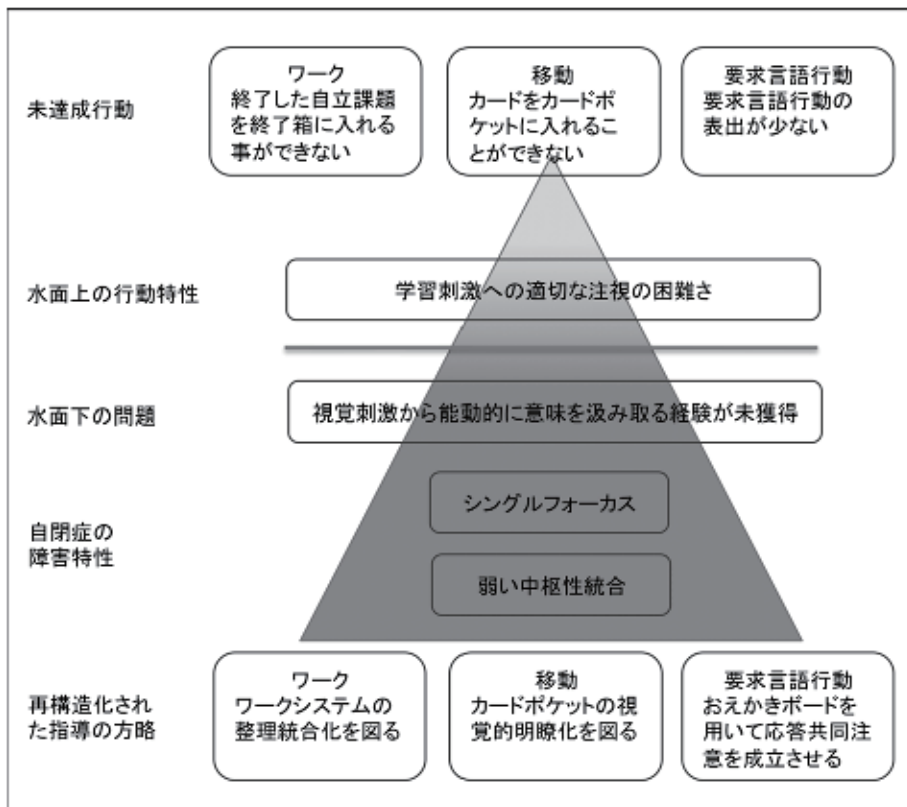 未達成行動
ワーク
終了した自立課題
を終了箱に入れる
事ができない
移動
カードをカードポ
ケットに入れるこ
とができない
要求言語行動
要求言語行動の
表出が少ない
水面上の行動特性
学習刺激への適切な注視の困難さ
水面下の問題
視覚刺激から能動的に意味を汲み取る経験が未獲得
自閉症の
障害特性
シングルフォーカス
弱い中枢性統合
再構造化され
た指導の方略
ワーク
ワークシステムの
整理統合化を図る
移動
カードポケットの視
覚的明瞭化を図る
要求言語行動
おえかきボードを
用いて応答共同注
意を成立させる